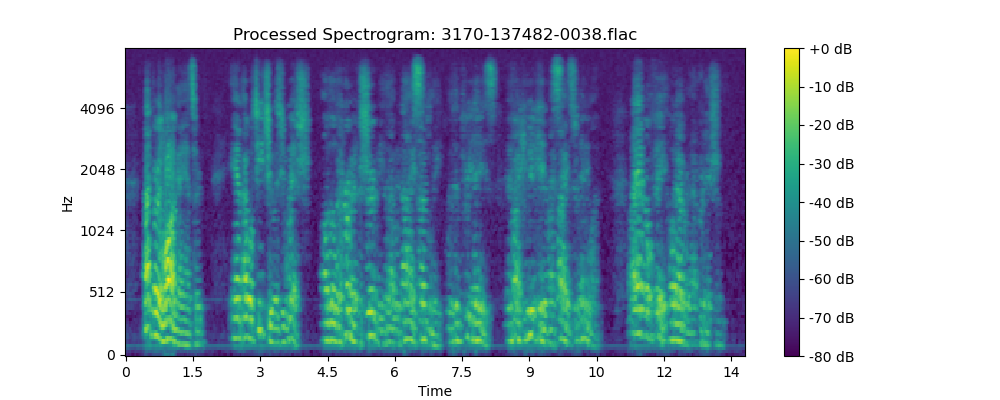 Processed Spectrogram: 3170-137482-0038.flac
+0 dB
-10 dB
-20 dB
-30 dB
-40 dB
-50 dB
-60 dB
-70 dB
-80 dB
4096
2048
1024
512
0
Hz
0 1.5 3 4.5 6 7.5 9 10 12 14
Time